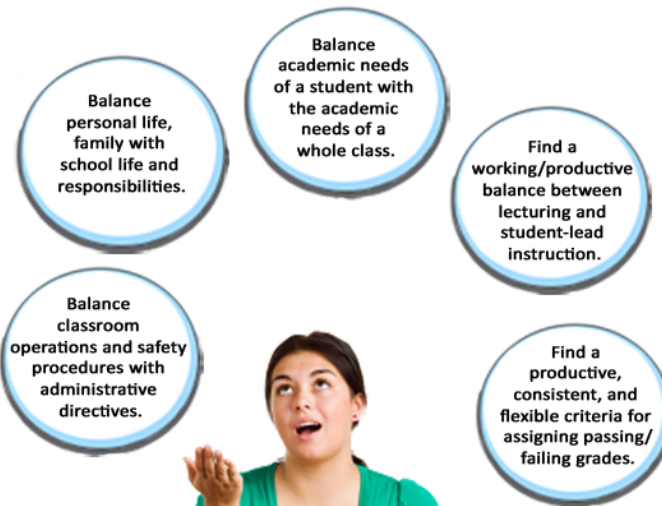 Balance
academic needs
of a student with
the academic
needs of a
whole class.
Balance
personal life,
family with
school life and
responsibilities.
Find a
working/productive
balance between
lecturing and
student-lead
instruction.
Balance
classroom
operations and safety
procedures with
administrative
directives.
Find a
productive,
consistent, and
flexible criteria for
assigning passing/
failing grades.